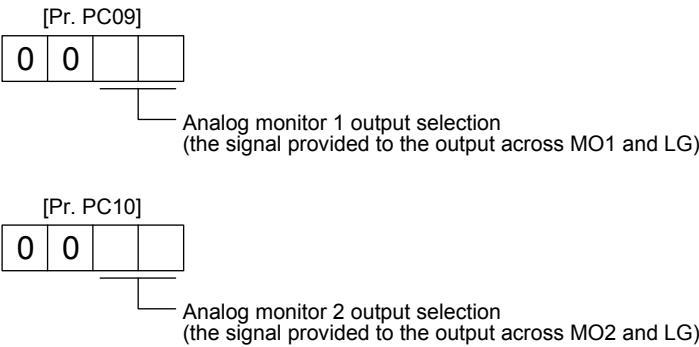 [Pr. PC09]
0 0
Analog monitor 1 output selection
(the signal provided to the output across MO1 and LG)
[Pr. PC10]
0 0
Analog monitor 2 output selection
(the signal provided to the output across MO2 and LG)